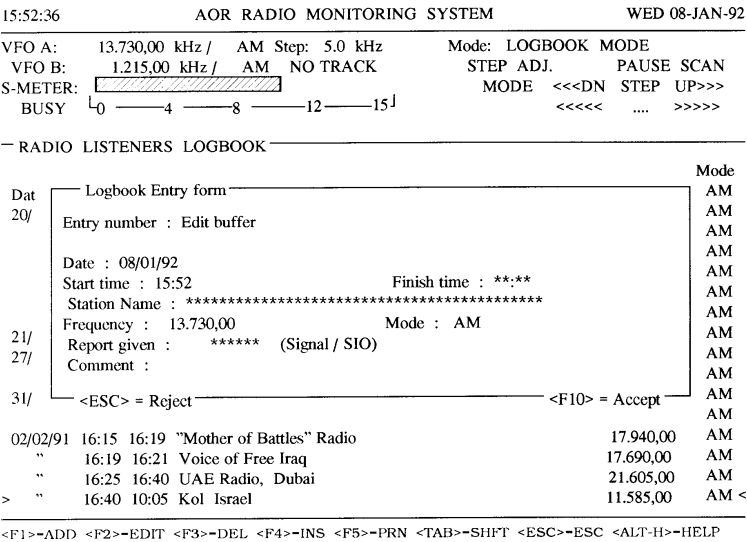 15:52:36 AOR RADIO MONITORING SYSTEM WED 08-JAN-92
VFO A: 13.730,00 kHz / AM Step: 5.0 kHz Mode: LOGBOOK MODE
VFO B: 1.215,00 kHz / AM NO TRACK STEP ADJ. PAUSE SCAN
S-METER: MODE <<<DN STEP UP>>>
BUSY 0 4 8 12 15 <<<<< .... >>>>>
RADIO LISTENERS LOGBOOK
Mode
Dat Logbook Entry form AM
20/ AM
Entry number : Edit buffer AM
AM
Date : 08/01/92 AM
Start time : 15:52 Finish time : **:** AM
Station Name : ******************************************* AM
Frequency : 13.730,00 Mode : AM AM
21/ Report given : ****** (Signal / SIO) AM
27/ Comment : AM
AM
31/ <ESC> = Reject <F10> = Accept AM
AM
02/02/91 16:15 16:19 "Mother of Battles" Radio 17.940,00 AM
" 16:19 16:21 Voice of Free Iraq 17.690,00 AM
" 16:25 16:40 UAE Radio, Dubai 21.605,00 AM
> " 16:40 10:05 Kol Israel 11.585,00 AM <
<F1>-ADD <F2>-EDIT <F3>-DEL <F4>-INS <F5>-PRN <TAB>-SHFT <ESC>-ESC <ALT-H>-HELP